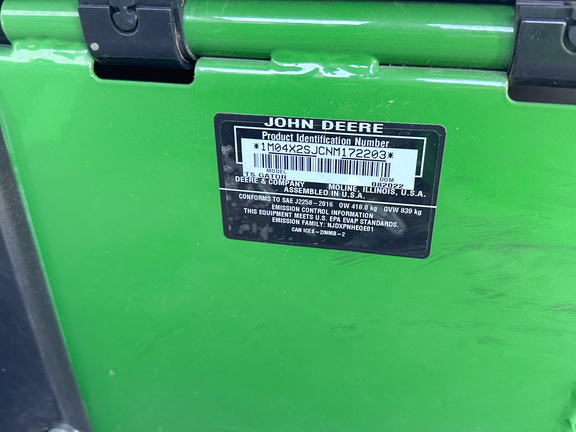 JOHN DEERE
Product Identification Number
*1M04X2SJCNM172203*
MODEL
TS GATOR DOM
082022
DEERE & COMPANY MOLINE, ILLINOIS, U.S.A.
ASSEMBLED IN U.S.A.
CONFORMS TO SAE J2258-2016 OW 418.0 kg GVW 839 kg
EMISSION CONTROL INFORMATION
THIS EQUIPMENT MEETS U.S. EPA EVAP STANDARDS.
EMISSION FAMILY: NJDXPNHEQE01
CAN ICES-2/NMB-2